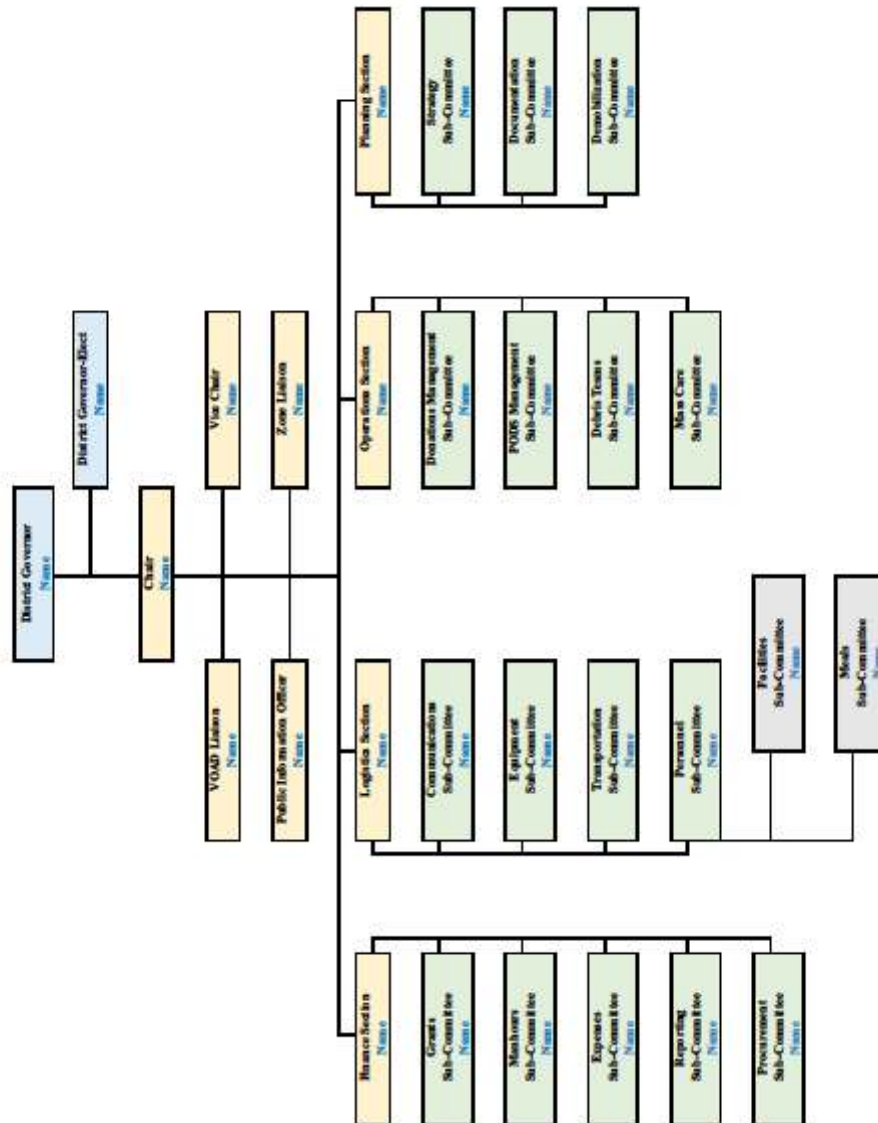 District Governor
Name
District Governor-Elect
Name
Chair
Name
VOAD Liaison
Name
Vice Chair
Name
Public Information Officer
Name
Zone Liaison
Name
Finance Section
Name
Logistics Section
Name
Operations Section
Name
Planning Section
Name
Grants
Sub-Committee
Name
Manhours
Sub-Committee
Name
Expenses
Sub-Committee
Name
Reporting
Sub-Committee
Name
Procurement
Sub-Committee
Name
Communications
Sub-Committee
Name
Equipment
Sub-Committee
Name
Transportation
Sub-Committee
Name
Personnel
Sub-Committee
Name
Facilities
Sub-Committee
Name
Meals
Sub-Committee
Name
Donations Management
Sub-Committee
Name
PODS Management
Sub-Committee
Name
Debris Teams
Sub-Committee
Name
Mass Care
Sub-Committee
Name
Strategy
Sub-Committee
Name
Documentation
Sub-Committee
Name
Demobilization
Sub-Committee
Name